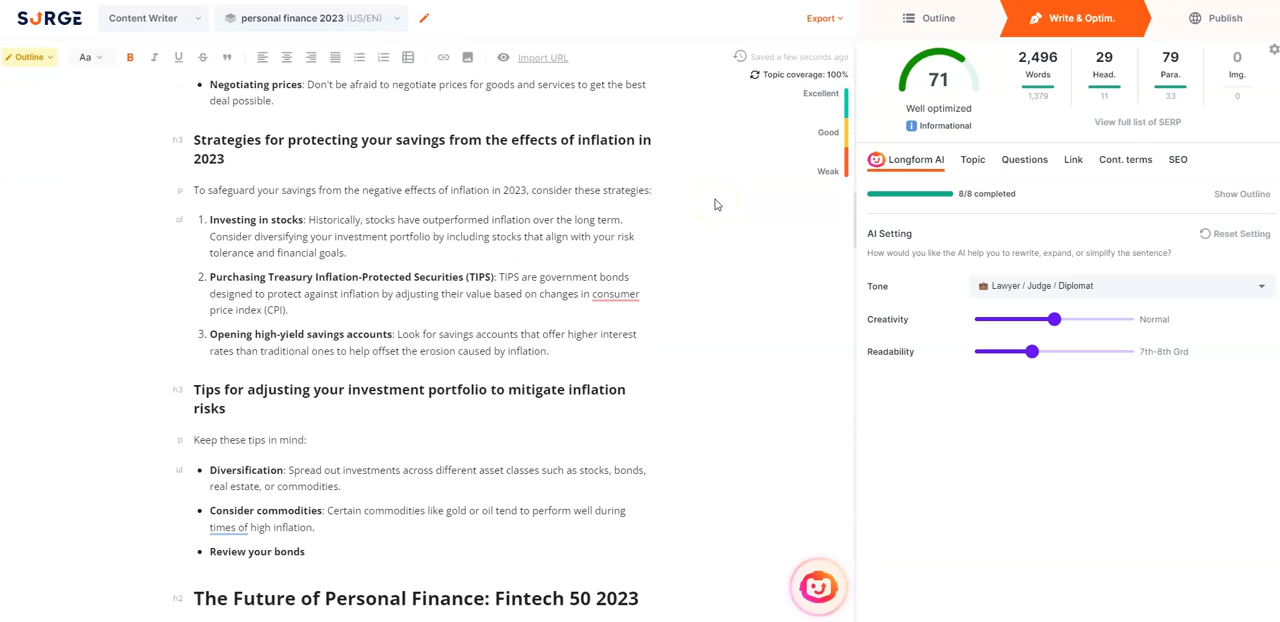 SURGE
Content Writer
personal finance 2023 (US/EN)
Export
Outline
Write & Optim.
Publish
Outline
Aa
B
I
U
S
Import URL
Saved a few seconds ago
Topic coverage: 100%
Excellent
Good
Weak
Negotiating prices: Don't be afraid to negotiate prices for goods and services to get the best
deal possible.
h3
Strategies for protecting your savings from the effects of inflation in
2023
p
To safeguard your savings from the negative effects of inflation in 2023, consider these strategies:
ol
1. Investing in stocks: Historically, stocks have outperformed inflation over the long term.
Consider diversifying your investment portfolio by including stocks that align with your risk
tolerance and financial goals.
2. Purchasing Treasury Inflation-Protected Securities (TIPS): TIPS are government bonds
designed to protect against inflation by adjusting their value based on changes in consumer
price index (CPI).
3. Opening high-yield savings accounts: Look for savings accounts that offer higher interest
rates than traditional ones to help offset the erosion caused by inflation.
h3
Tips for adjusting your investment portfolio to mitigate inflation
risks
p
Keep these tips in mind:
ul
Diversification: Spread out investments across different asset classes such as stocks, bonds,
real estate, or commodities.
Consider commodities: Certain commodities like gold or oil tend to perform well during
times of high inflation.
Review your bonds
h2
The Future of Personal Finance: Fintech 50 2023
71
Well optimized
i Informational
2,496
Words
1,379
29
Head.
11
79
Para.
33
0
Img.
0
View full list of SERP
Longform AI
Topic
Questions
Link
Cont. terms
SEO
8/8 completed
Show Outline
AI Setting
Reset Setting
How would you like the AI help you to rewrite, expand, or simplify the sentence?
Tone
Lawyer / Judge / Diplomat
Creativity
Normal
Readability
7th-8th Grd